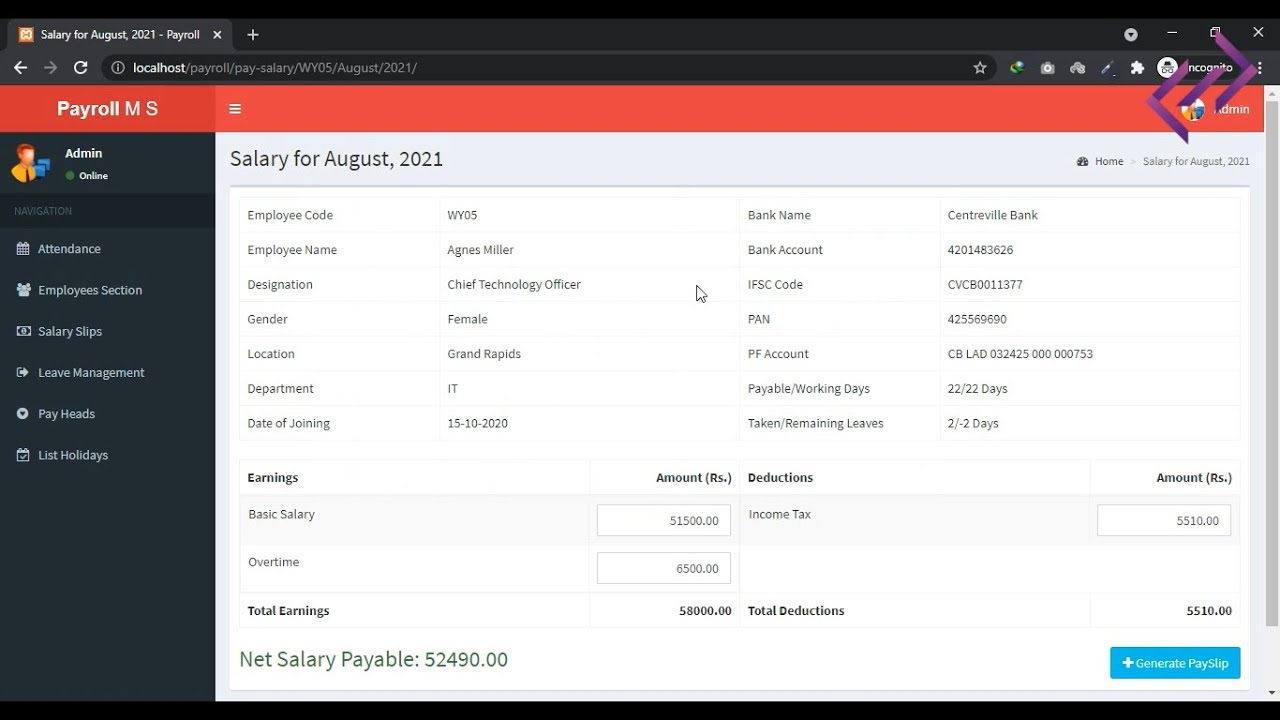 Salary for August, 2021 - Payroll
localhost/payroll/pay-salary/WY05/August/2021/
Incognito
Payroll M S
Admin
Admin
Online
Salary for August, 2021
Home > Salary for August, 2021
NAVIGATION
Attendance
Employees Section
Salary Slips
Leave Management
Pay Heads
List Holidays
Employee Code WY05 Bank Name Centreville Bank
Employee Name Agnes Miller Bank Account 4201483626
Designation Chief Technology Officer IFSC Code CVCB0011377
Gender Female PAN 425569690
Location Grand Rapids PF Account CB LAD 032425 000 000753
Department IT Payable/Working Days 22/22 Days
Date of Joining 15-10-2020 Taken/Remaining Leaves 2/-2 Days
Earnings Amount (Rs.) Deductions Amount (Rs.)
Basic Salary 51500.00 Income Tax 5510.00
Overtime 6500.00
Total Earnings 58000.00 Total Deductions 5510.00
Net Salary Payable: 52490.00
Generate PaySlip